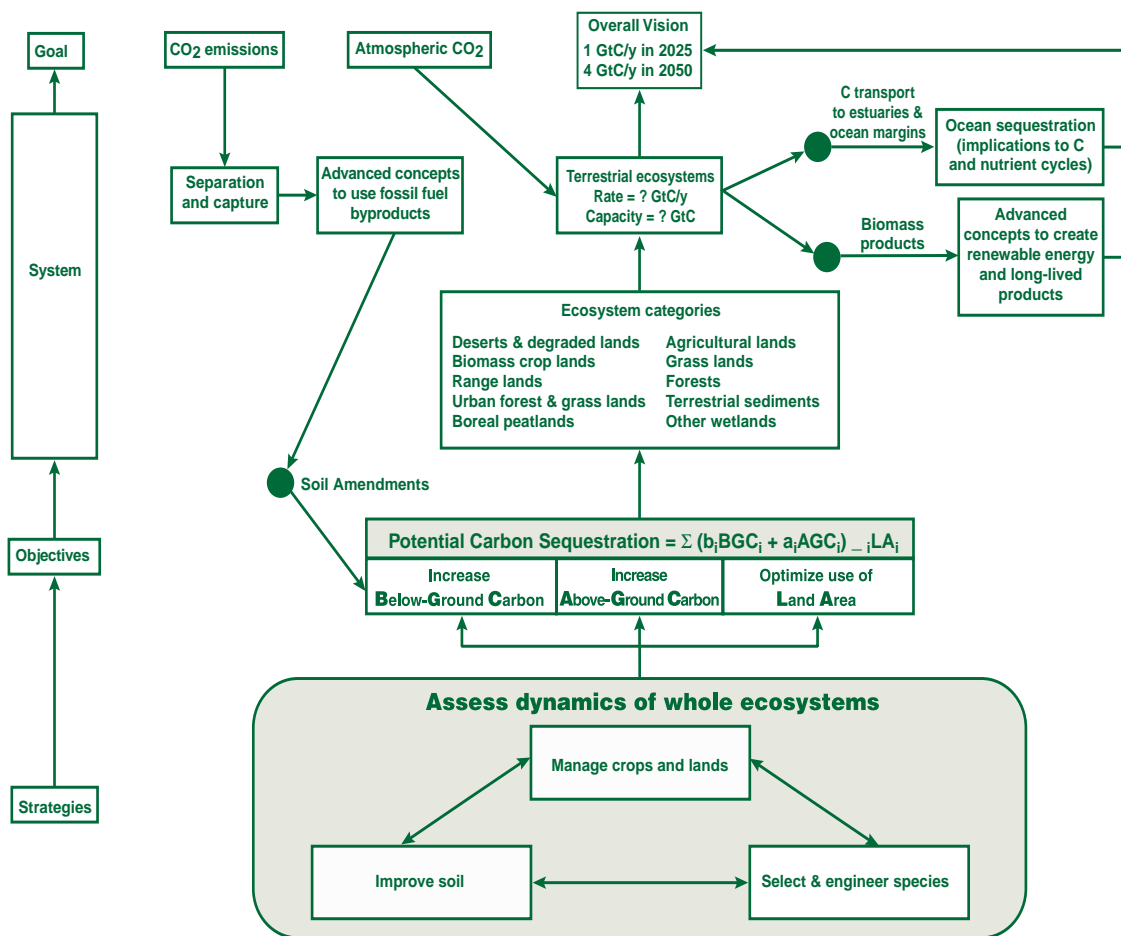 Goal
System
Objectives
Strategies
CO2 emissions
Separation
and capture
Advanced concepts
to use fossil fuel
byproducts
Soil Amendments
Atmospheric CO2
Overall Vision
1 GtC/y in 2025
4 GtC/y in 2050
Terrestrial ecosystems
Rate = ? GtC/y
Capacity = ? GtC
C transport
to estuaries &
ocean margins
Ocean sequestration
(implications to C
and nutrient cycles)
Biomass
products
Advanced
concepts to create
renewable energy
and long-lived
products
Ecosystem categories
Deserts & degraded lands
Biomass crop lands
Range lands
Urban forest & grass lands
Boreal peatlands
Agricultural lands
Grass lands
Forests
Terrestrial sediments
Other wetlands
Potential Carbon Sequestration = Σ (biBGCi + aiAGCi) _ iLAi
Increase
Below-Ground Carbon
Increase
Above-Ground Carbon
Optimize use of
Land Area
Assess dynamics of whole ecosystems
Manage crops and lands
Improve soil
Select & engineer species